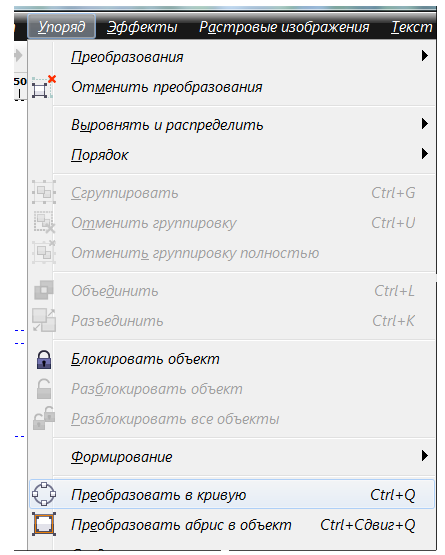 Упоряд Эффекты Растровые изображения Текст
50
Преобразования
Отменить преобразования
Выровнять и распределить
Порядок
Сгруппировать Ctrl+G
Отменить группировку Ctrl+U
Отменить группировку полностью
Объединить Ctrl+L
Разъединить Ctrl+K
Блокировать объект
Разблокировать объект
Разблокировать все объекты
Формирование
Преобразовать в кривую Ctrl+Q
Преобразовать абрис в объект Ctrl+Сдвиг+Q